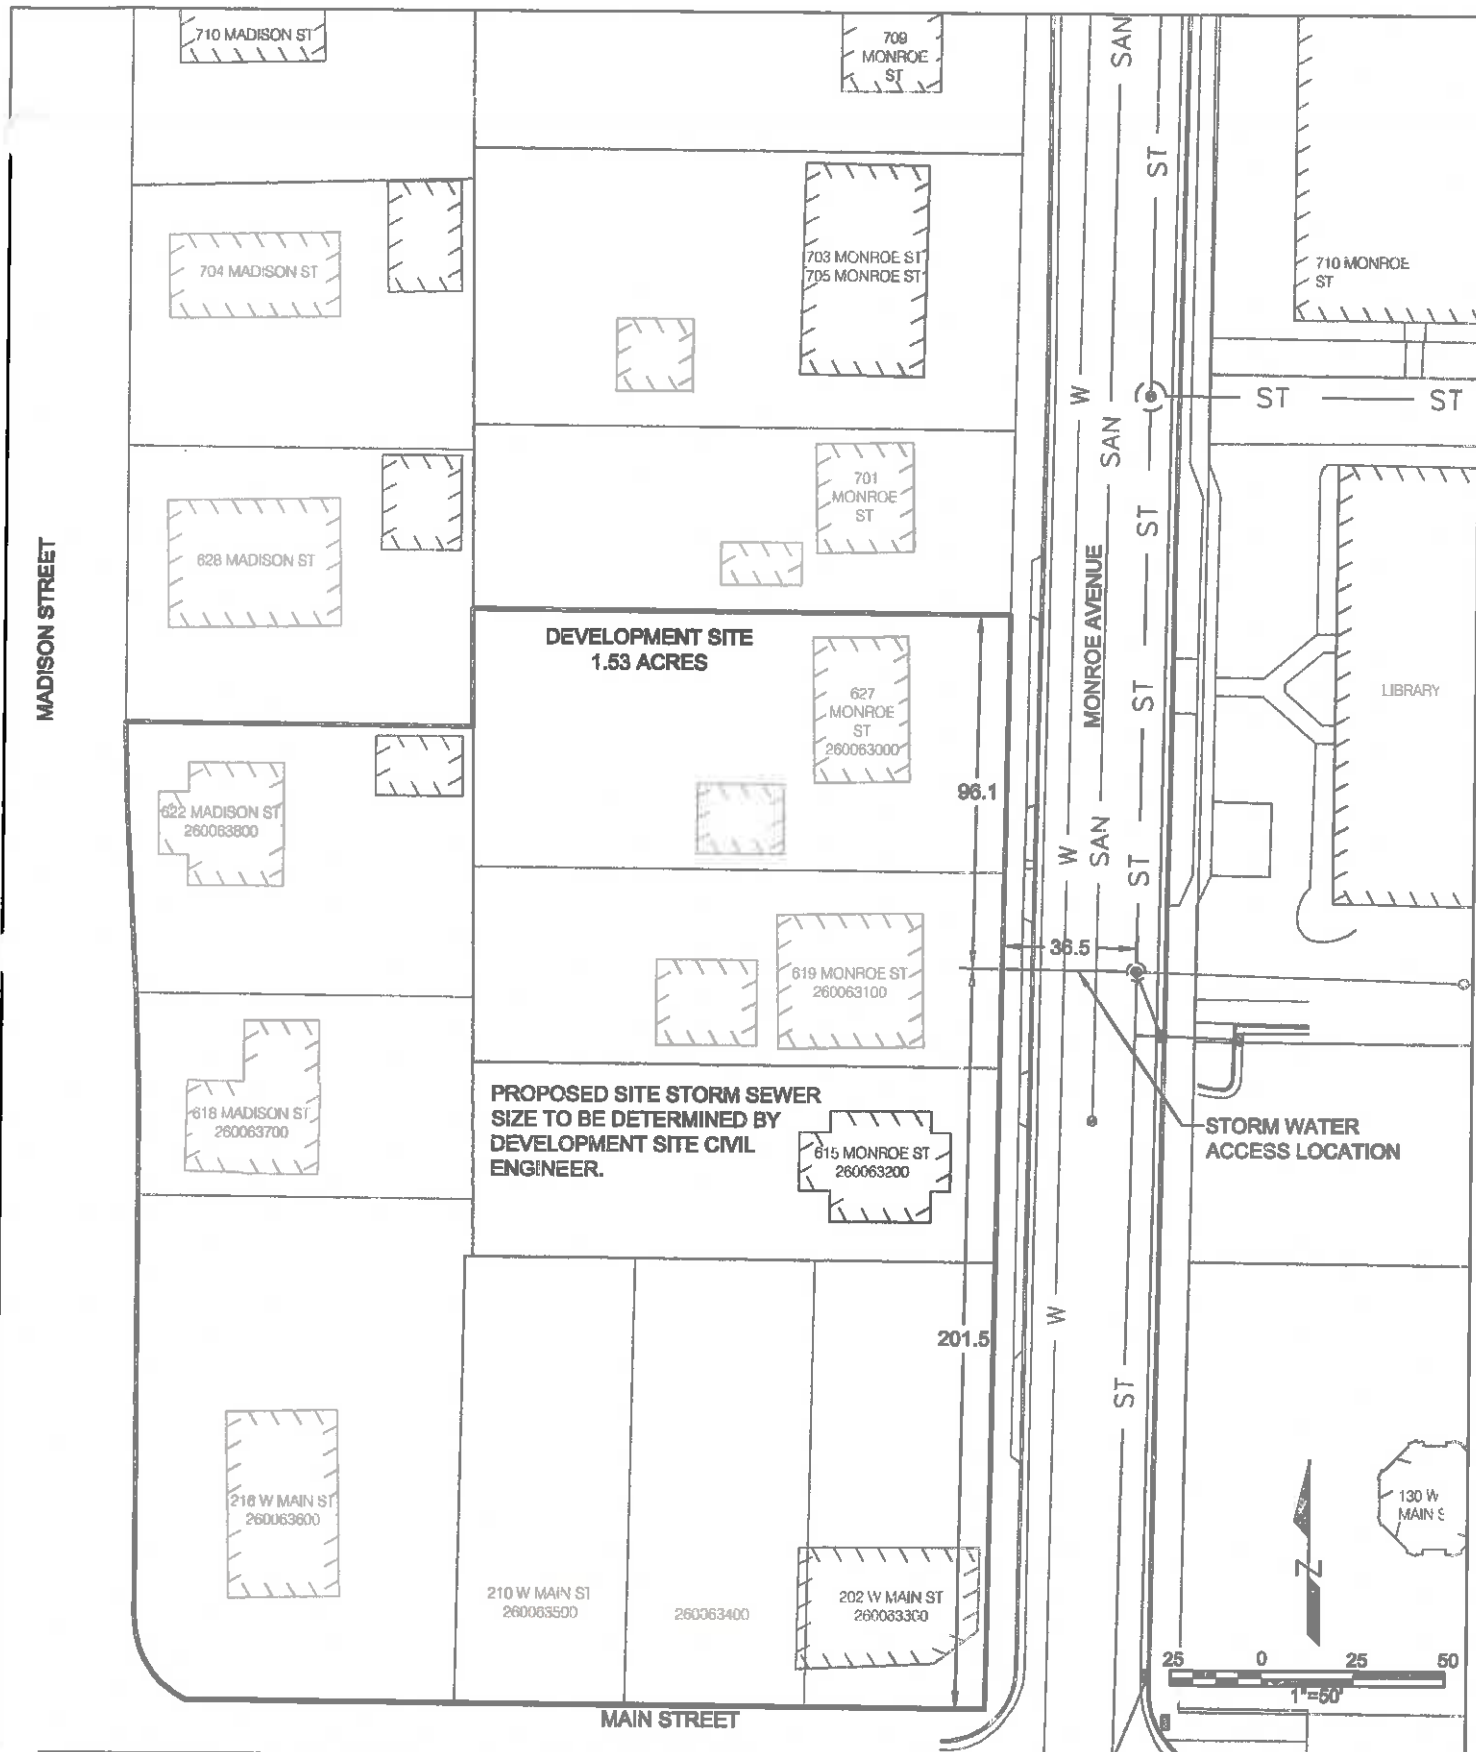 710 MADISON ST
709
MONROE
ST
SAN
ST
704 MADISON ST
703 MONROE ST
705 MONROE ST
710 MONROE
ST
W
SAN
ST
ST
701
MONROE
ST
628 MADISON ST
ST
MADISON STREET
MONROE AVENUE
DEVELOPMENT SITE
1.53 ACRES
627
MONROE
ST
260063000
ST
LIBRARY
96.1
622 MADISON ST
260063800
W
SAN
ST
36.5
619 MONROE ST
260063100
PROPOSED SITE STORM SEWER
SIZE TO BE DETERMINED BY
DEVELOPMENT SITE CIVIL
ENGINEER.
618 MADISON ST
260063700
615 MONROE ST
260063200
STORM WATER
ACCESS LOCATION
W
201.5
ST
216 W MAIN ST
260063600
130 W
MAIN S
N
210 W MAIN ST
260063500
260063400
202 W MAIN ST
260063300
25 0 25 50
1"=50'
MAIN STREET